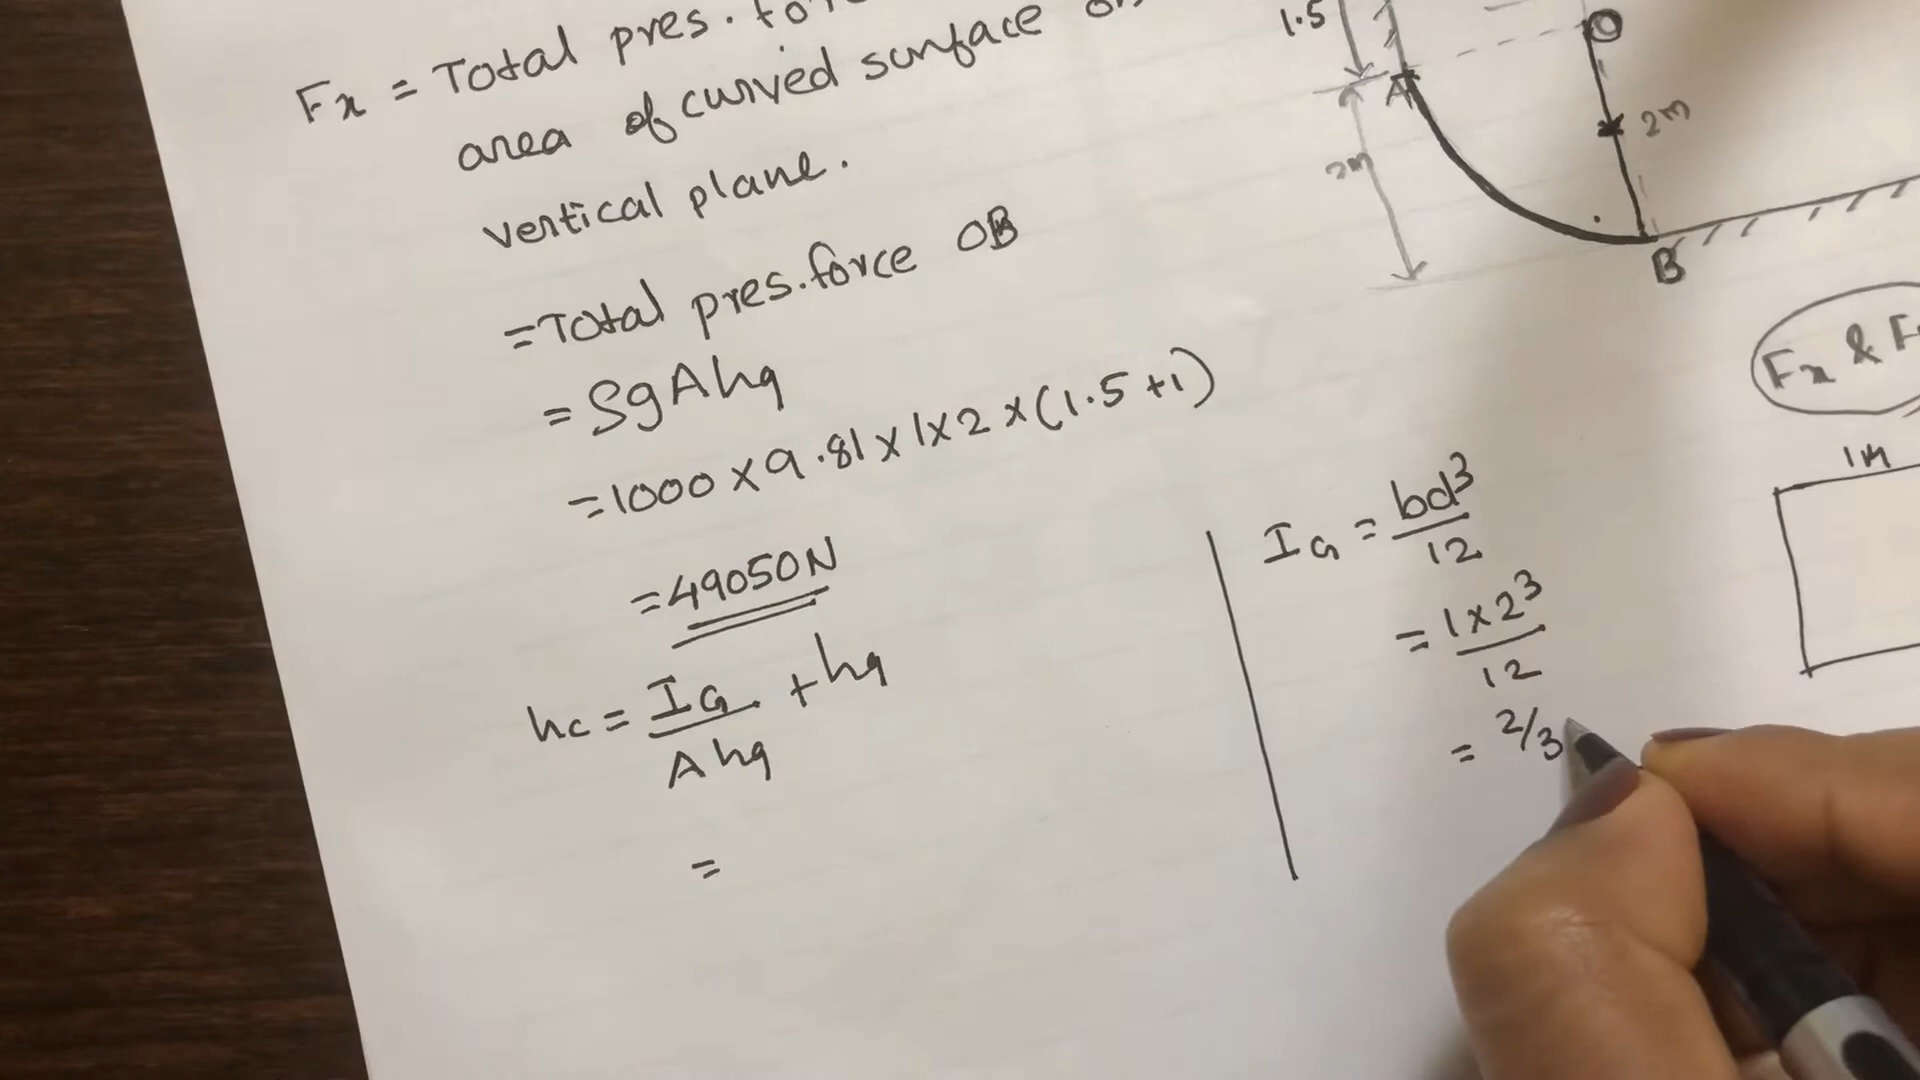 Fx = Total pres.
area of curved surface
vertical plane.
= Total pres. force OB
= SgAhg
= 1000 × 9.81 × 1×2 × (1.5 +1)
= 49050N
hc = IG + hg
Ahg
=
IG = bd³
12
= 1×2³
12
= 2/3
1.5
O
A
2m
2m
B
Fx &
1M